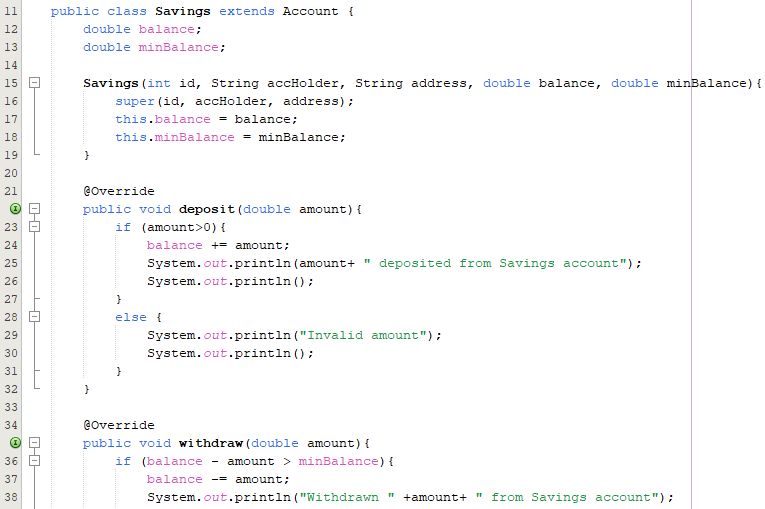 11 public class Savings extends Account {
12 double balance;
13 double minBalance;
14
15 Savings(int id, String accHolder, String address, double balance, double minBalance){
16 super(id, accHolder, address);
17 this.balance = balance;
18 this.minBalance = minBalance;
19 }
20
21 @Override
public void deposit(double amount){
23 if (amount>0){
24 balance += amount;
25 System.out.println(amount+ " deposited from Savings account");
26 System.out.println();
27 }
28 else {
29 System.out.println("Invalid amount");
30 System.out.println();
31 }
32 }
33
34 @Override
public void withdraw(double amount){
36 if (balance - amount > minBalance){
37 balance -= amount;
38 System.out.println("Withdrawn " +amount+ " from Savings account");